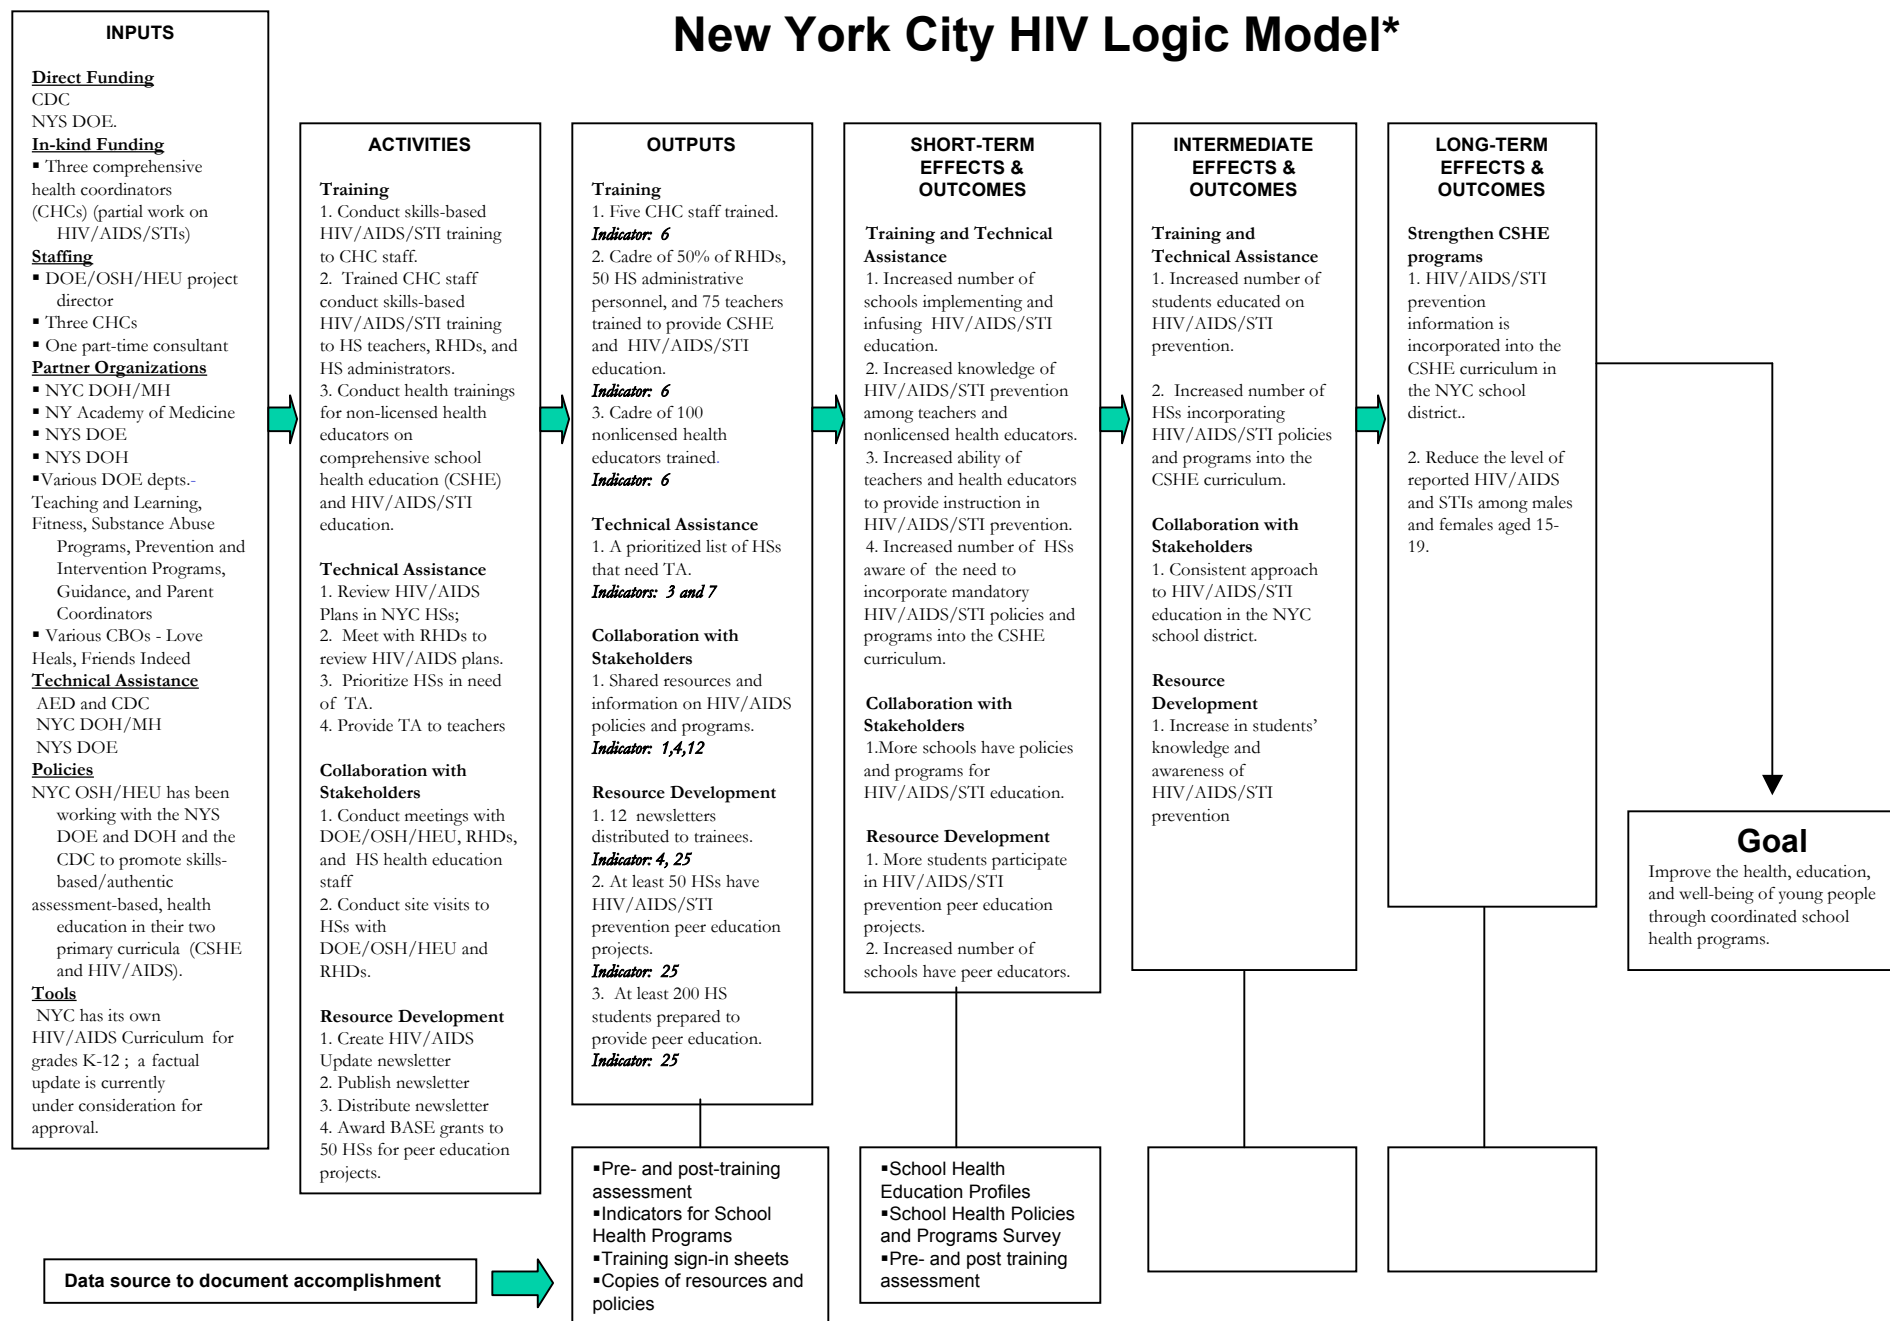 New York City HIV Logic Model*
INPUTS
Direct Funding
CDC
NYS DOE.
In-kind Funding
▪ Three comprehensive
health coordinators
(CHCs) (partial work on
HIV/AIDS/STIs)
Staffing
▪ DOE/OSH/HEU project
director
▪ Three CHCs
▪ One part-time consultant
Partner Organizations
▪ NYC DOH/MH
▪ NY Academy of Medicine
▪ NYS DOE
▪ NYS DOH
▪Various DOE depts.-
Teaching and Learning,
Fitness, Substance Abuse
Programs, Prevention and
Intervention Programs,
Guidance, and Parent
Coordinators
▪ Various CBOs - Love
Heals, Friends Indeed
Technical Assistance
AED and CDC
NYC DOH/MH
NYS DOE
Policies
NYC OSH/HEU has been
working with the NYS
DOE and DOH and the
CDC to promote skills-
based/authentic
assessment-based, health
education in their two
primary curricula (CSHE
and HIV/AIDS).
Tools
NYC has its own
HIV/AIDS Curriculum for
grades K-12 ; a factual
update is currently
under consideration for
approval.
ACTIVITIES
Training
1. Conduct skills-based
HIV/AIDS/STI training
to CHC staff.
2. Trained CHC staff
conduct skills-based
HIV/AIDS/STI training
to HS teachers, RHDs, and
HS administrators.
3. Conduct health trainings
for non-licensed health
educators on
comprehensive school
health education (CSHE)
and HIV/AIDS/STI
education.
Technical Assistance
1. Review HIV/AIDS
Plans in NYC HSs;
2. Meet with RHDs to
review HIV/AIDS plans.
3. Prioritize HSs in need
of TA.
4. Provide TA to teachers
Collaboration with
Stakeholders
1. Conduct meetings with
DOE/OSH/HEU, RHDs,
and HS health education
staff
2. Conduct site visits to
HSs with
DOE/OSH/HEU and
RHDs.
Resource Development
1. Create HIV/AIDS
Update newsletter
2. Publish newsletter
3. Distribute newsletter
4. Award BASE grants to
50 HSs for peer education
projects.
OUTPUTS
Training
1. Five CHC staff trained.
Indicator: 6
2. Cadre of 50% of RHDs,
50 HS administrative
personnel, and 75 teachers
trained to provide CSHE
and HIV/AIDS/STI
education.
Indicator: 6
3. Cadre of 100
nonlicensed health
educators trained.
Indicator: 6
Technical Assistance
1. A prioritized list of HSs
that need TA.
Indicators: 3 and 7
Collaboration with
Stakeholders
1. Shared resources and
information on HIV/AIDS
policies and programs.
Indicator: 1,4,12
Resource Development
1. 12 newsletters
distributed to trainees.
Indicator: 4, 25
2. At least 50 HSs have
HIV/AIDS/STI
prevention peer education
projects.
Indicator: 25
3. At least 200 HS
students prepared to
provide peer education.
Indicator: 25
SHORT-TERM
EFFECTS &
OUTCOMES
Training and Technical
Assistance
1. Increased number of
schools implementing and
infusing HIV/AIDS/STI
education.
2. Increased knowledge of
HIV/AIDS/STI prevention
among teachers and
nonlicensed health educators.
3. Increased ability of
teachers and health educators
to provide instruction in
HIV/AIDS/STI prevention.
4. Increased number of HSs
aware of the need to
incorporate mandatory
HIV/AIDS/STI policies and
programs into the CSHE
curriculum.
Collaboration with
Stakeholders
1.More schools have policies
and programs for
HIV/AIDS/STI education.
Resource Development
1. More students participate
in HIV/AIDS/STI
prevention peer education
projects.
2. Increased number of
schools have peer educators.
INTERMEDIATE
EFFECTS &
OUTCOMES
Training and
Technical Assistance
1. Increased number of
students educated on
HIV/AIDS/STI
prevention.
2. Increased number of
HSs incorporating
HIV/AIDS/STI policies
and programs into the
CSHE curriculum.
Collaboration with
Stakeholders
1. Consistent approach
to HIV/AIDS/STI
education in the NYC
school district.
Resource
Development
1. Increase in students'
knowledge and
awareness of
HIV/AIDS/STI
prevention
LONG-TERM
EFFECTS &
OUTCOMES
Strengthen CSHE
programs
1. HIV/AIDS/STI
prevention
information is
incorporated into the
CSHE curriculum in
the NYC school
district..
2. Reduce the level of
reported HIV/AIDS
and STIs among males
and females aged 15-
19.
Goal
Improve the health, education,
and well-being of young people
through coordinated school
health programs.
Data source to document accomplishment
▪Pre- and post-training
assessment
▪Indicators for School
Health Programs
▪Training sign-in sheets
▪Copies of resources and
policies
▪School Health
Education Profiles
▪School Health Policies
and Programs Survey
▪Pre- and post training
assessment